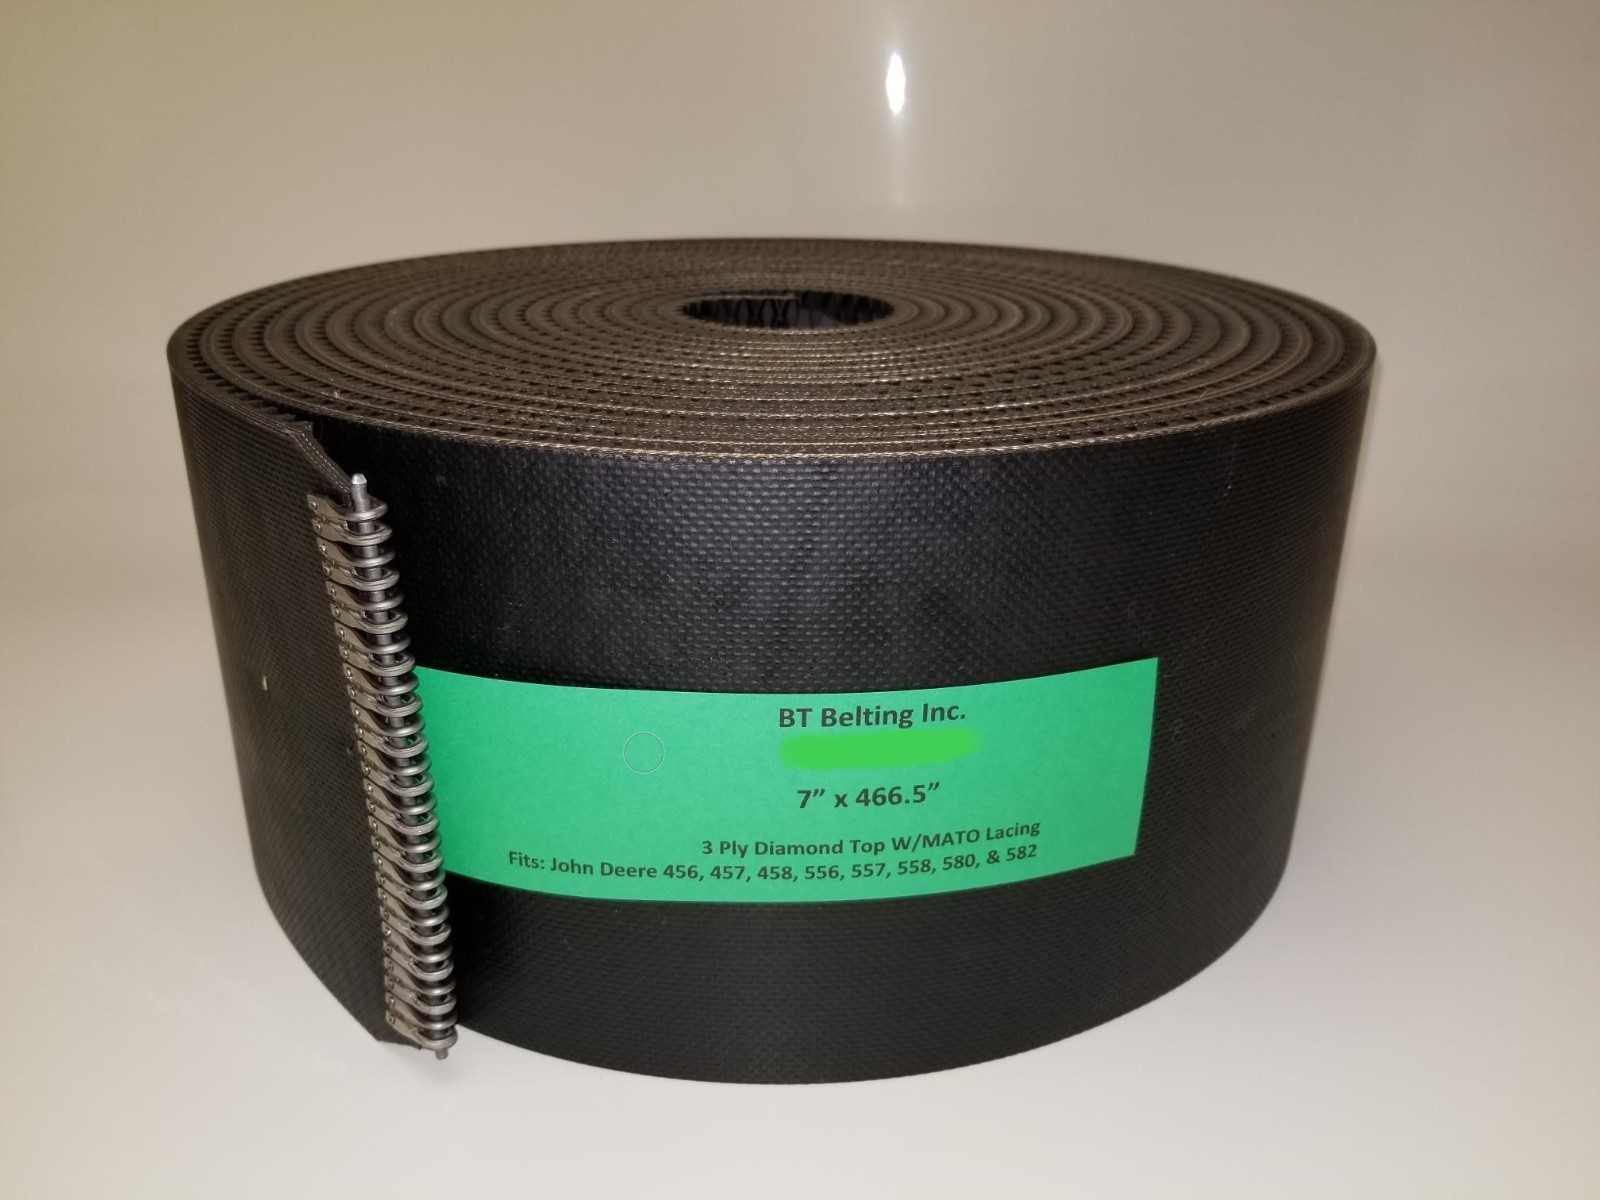 BT Belting Inc.
7” x 466.5”
3 Ply Diamond Top W/MATO Lacing
Fits: John Deere 456, 457, 458, 556, 557, 558, 580, & 582